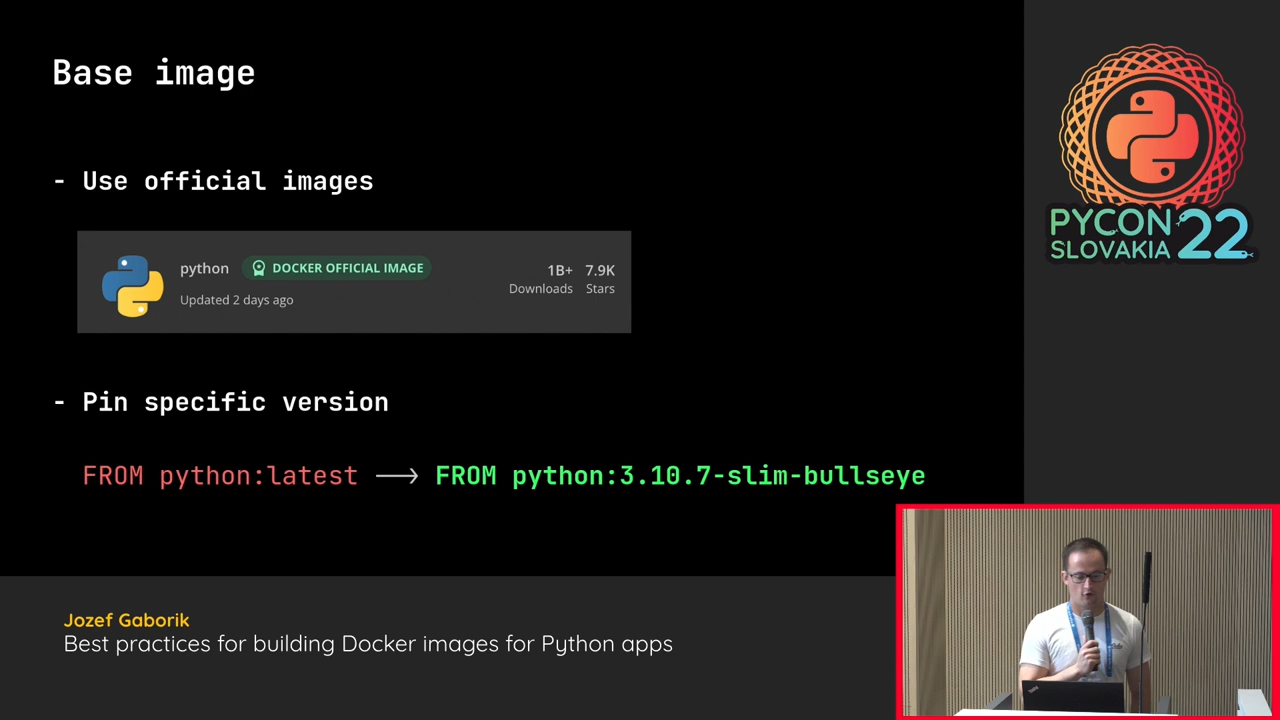 Base image
- Use official images
python DOCKER OFFICIAL IMAGE
Updated 2 days ago
1B+ 7.9K
Downloads Stars
- Pin specific version
FROM python:latest → FROM python:3.10.7-slim-bullseye
PYCON
SLOVAKIA 22
Jozef Gaborik
Best practices for building Docker images for Python apps